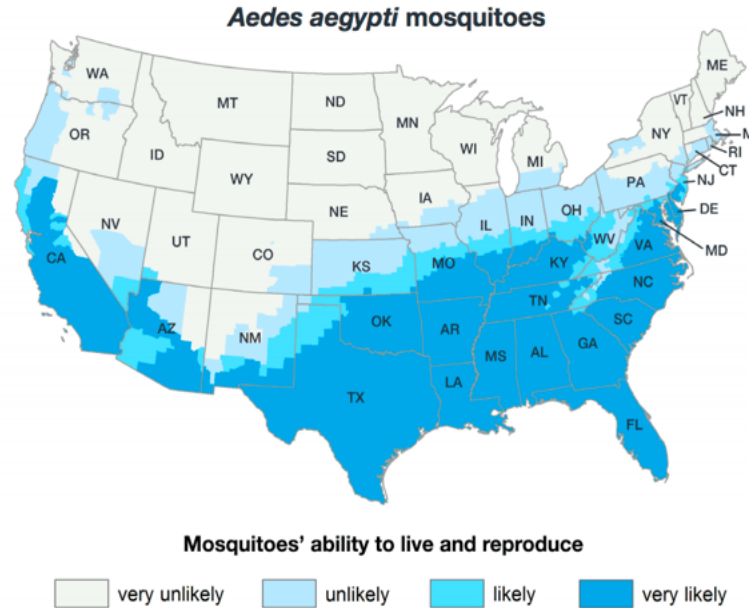 Aedes aegypti mosquitoes
WA
MT
ND
MN
ME
VT
NH
OR
ID
SD
WI
MI
NY
M
RI
CT
WY
IA
PA
NJ
NE
NV
UT
CO
IL
IN
OH
DE
CA
KS
MO
WV
VA
KY
MD
AZ
NM
OK
AR
TN
NC
SC
TX
LA
MS
AL
GA
FL
Mosquitoes' ability to live and reproduce
very unlikely
unlikely
likely
very likely